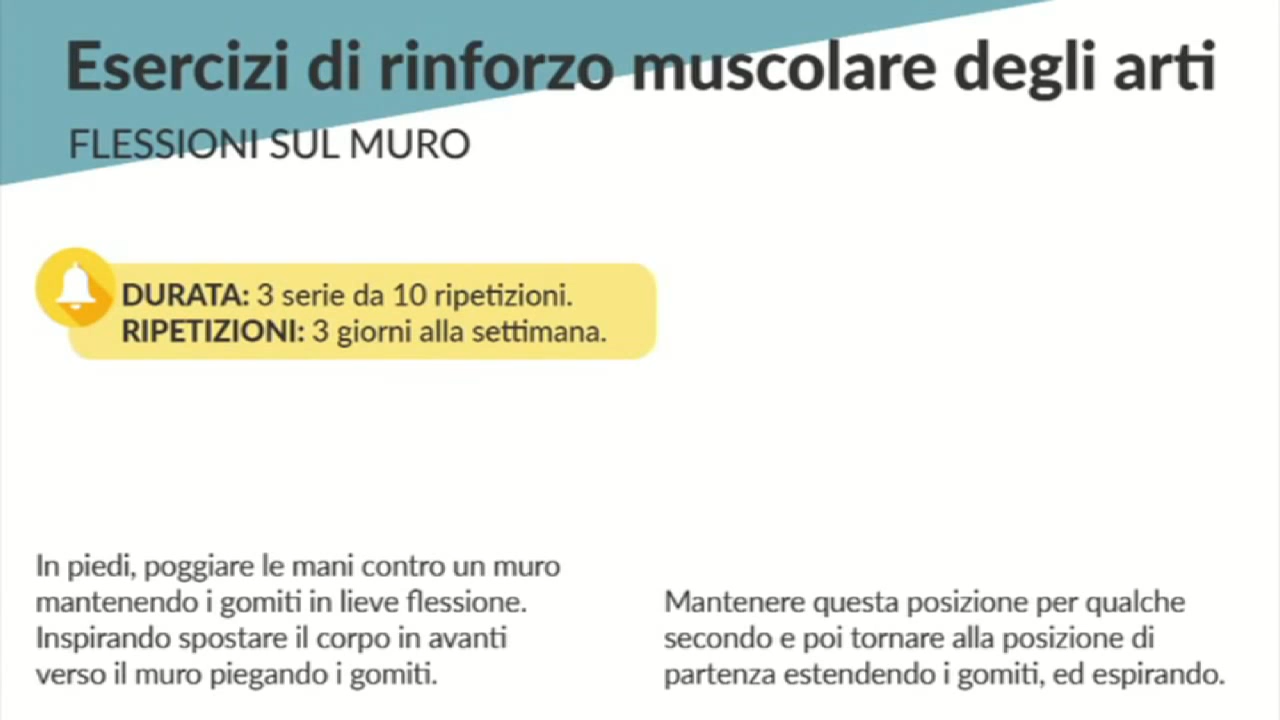 Esercizi di rinforzo muscolare degli arti
FLESSIONI SUL MURO
DURATA: 3 serie da 10 ripetizioni.
RIPETIZIONI: 3 giorni alla settimana.
In piedi, poggiare le mani contro un muro
mantenendo i gomiti in lieve flessione.
Inspirando spostare il corpo in avanti
verso il muro piegando i gomiti.
Mantenere questa posizione per qualche
secondo e poi tornare alla posizione di
partenza estendendo i gomiti, ed espirando.